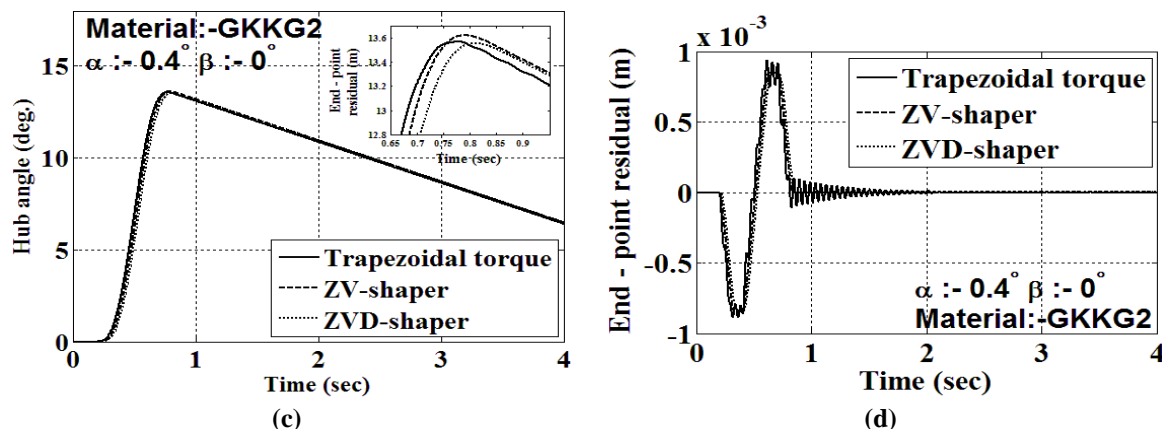 Material:-GKKG2
α :- 0.4° β :- 0°
Hub angle (deg.)
15
10
5
0
0
1
2
3
4
Time (sec)
End - point
residual (m)
13.6
13.4
13.2
13
12.8
0.65
0.7
0.75
0.8
0.85
0.9
Time (sec)
Trapezoidal torque
ZV-shaper
ZVD-shaper
(c)
x 10⁻³
End - point residual (m)
1
0.5
0
-0.5
-1
0
1
2
3
4
Time (sec)
Trapezoidal torque
ZV-shaper
ZVD-shaper
α :- 0.4° β :- 0°
Material:-GKKG2
(d)